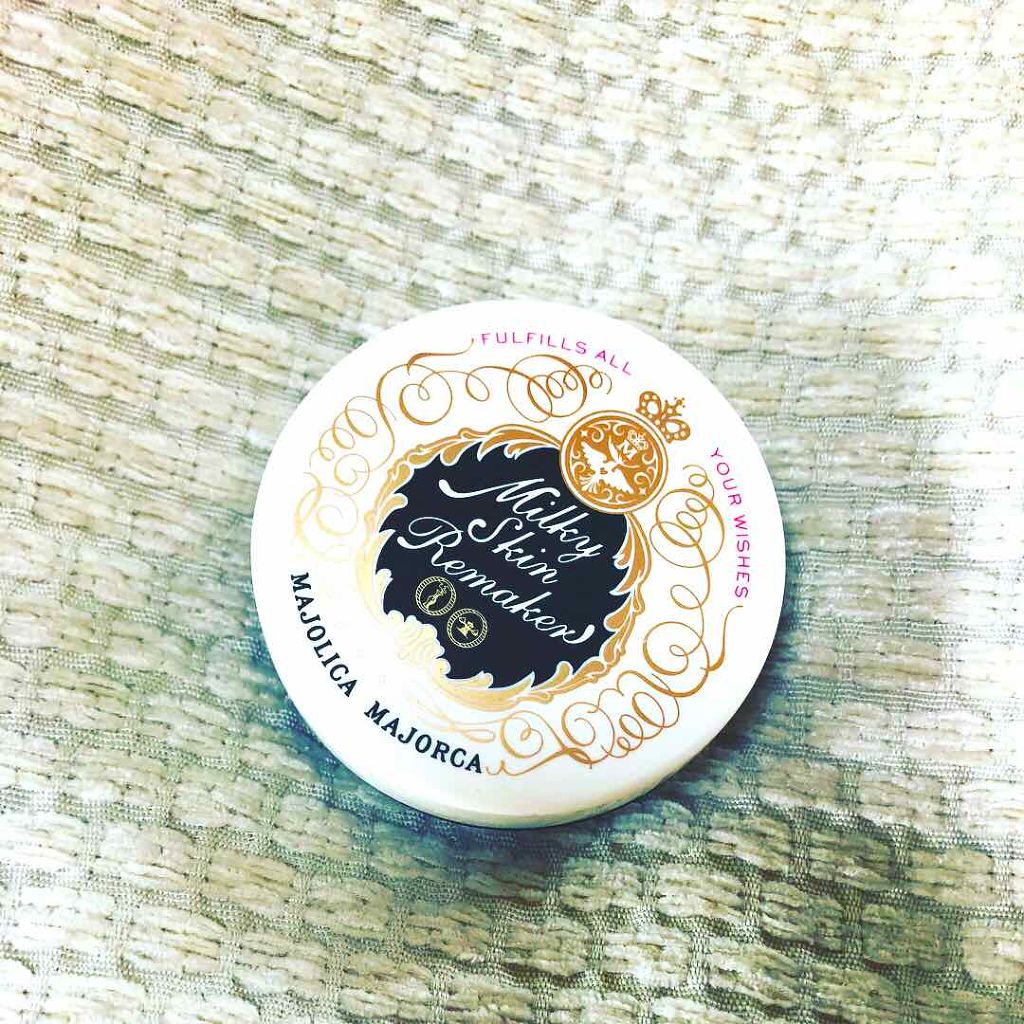 FULFILLS ALL
YOUR WISHES
M
Milky
Skin
Remaker
MAJOLICA MAJORCA